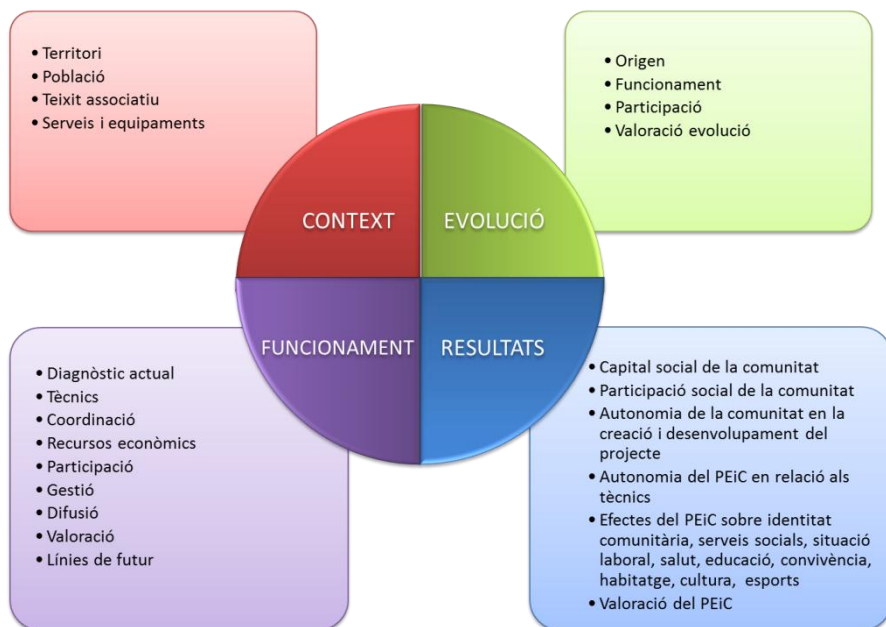 • Territori
• Població
• Teixit associatiu
• Serveis i equipaments
• Origen
• Funcionament
• Participació
• Valoració evolució
CONTEXT
EVOLUCIÓ
FUNCIONAMENT
RESULTATS
• Diagnòstic actual
• Tècnics
• Coordinació
• Recursos econòmics
• Participació
• Gestió
• Difusió
• Valoració
• Línies de futur
• Capital social de la comunitat
• Participació social de la comunitat
• Autonomia de la comunitat en la
creació i desenvolupament del
projecte
• Autonomia del PEiC en relació als
tècnics
• Efectes del PEiC sobre identitat
comunitària, serveis socials, situació
laboral, salut, educació, convivència,
habitatge, cultura, esports
• Valoració del PEiC